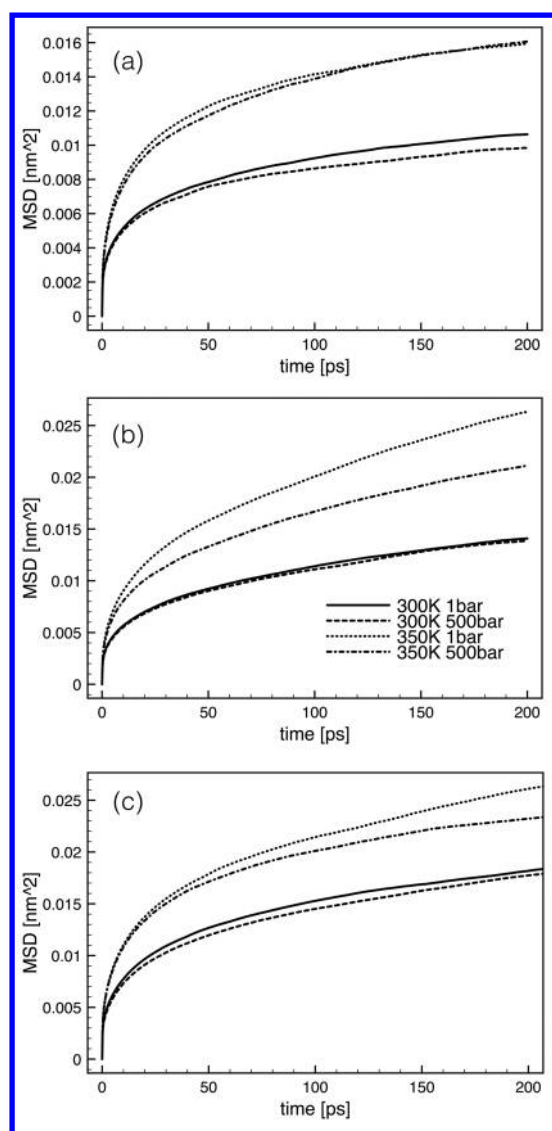 (a)
MSD [nm^2]
0.016
0.014
0.012
0.01
0.008
0.006
0.004
0.002
0
0 50 100 150 200
time [ps]
(b)
MSD [nm^2]
0.025
0.02
0.015
0.01
0.005
0
300K 1bar
300K 500bar
350K 1bar
350K 500bar
0 50 100 150 200
time [ps]
(c)
MSD [nm^2]
0.025
0.02
0.015
0.01
0.005
0
0 50 100 150 200
time [ps]